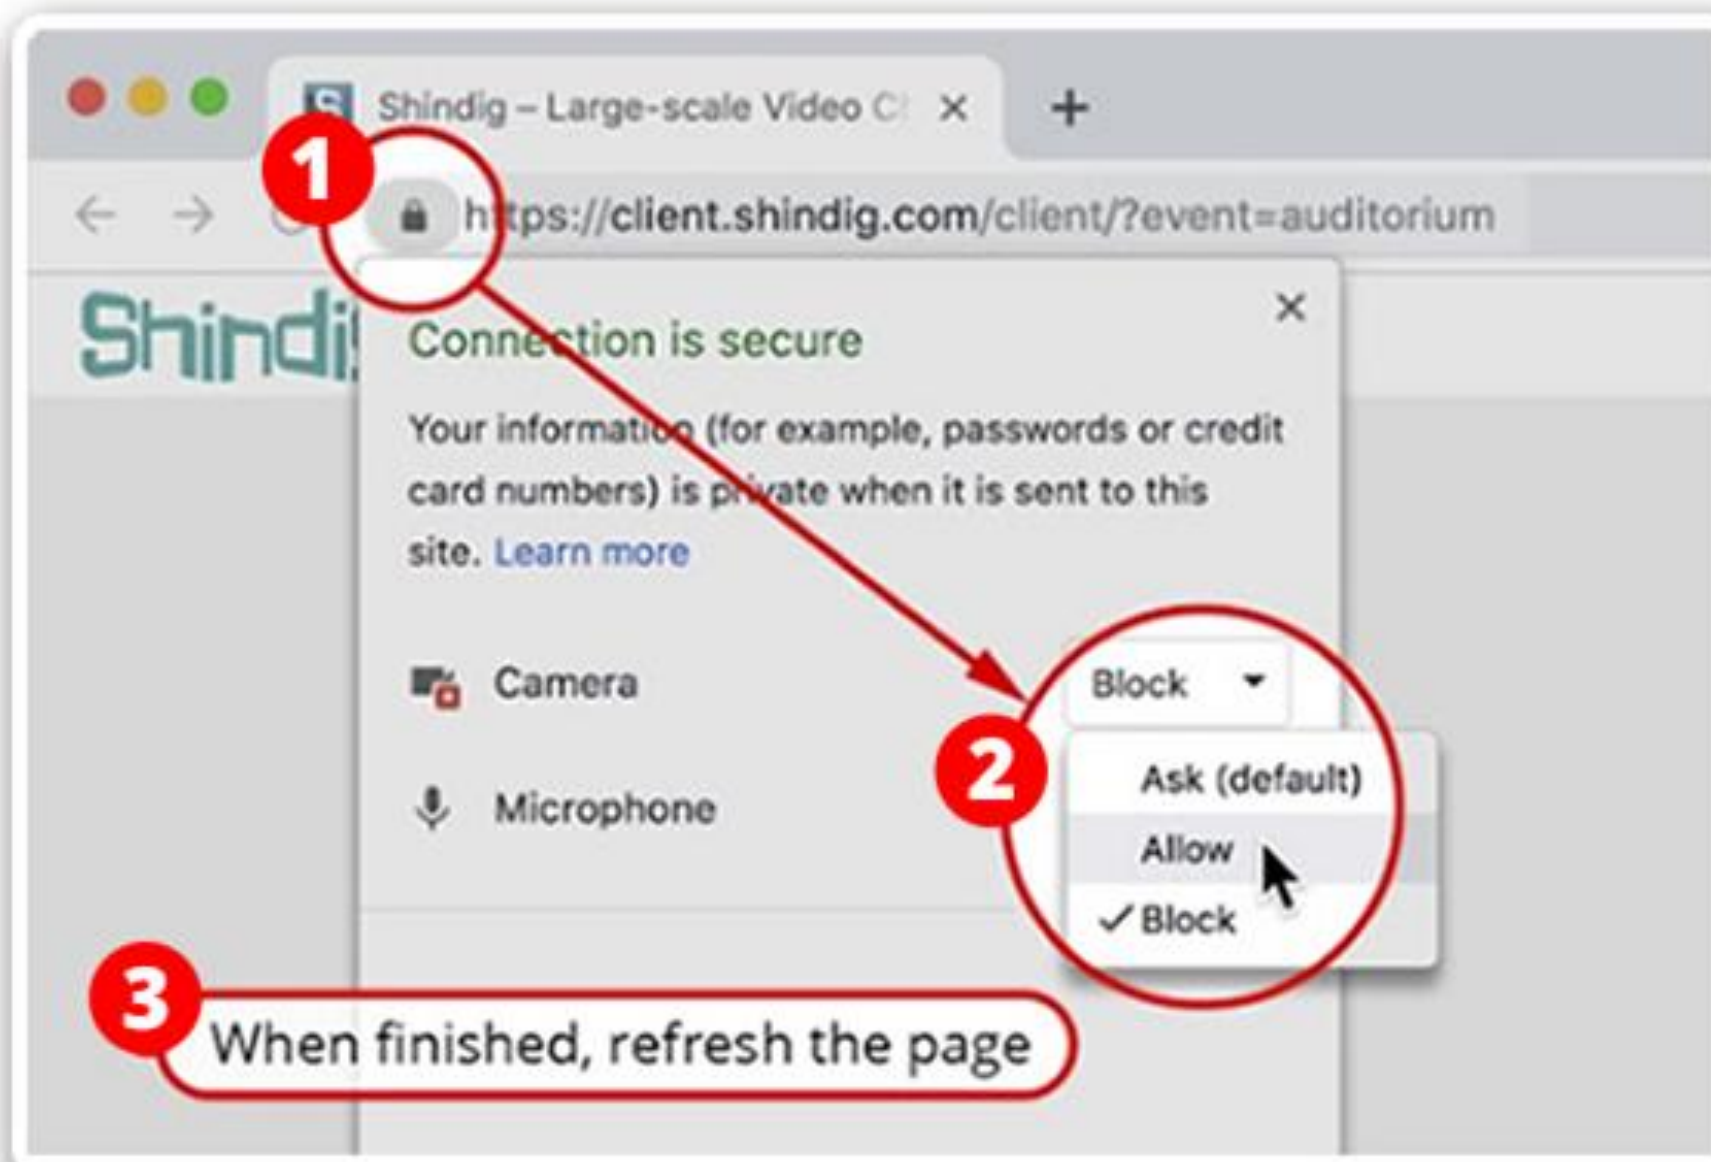 Shindig – Large-scale Video Ch
1
https://client.shindig.com/client/?event=auditorium
Shindi
Connection is secure
Your information (for example, passwords or credit
card numbers) is private when it is sent to this
site. Learn more
Camera
Block
2
Ask (default)
Microphone
Allow
Block
3
When finished, refresh the page